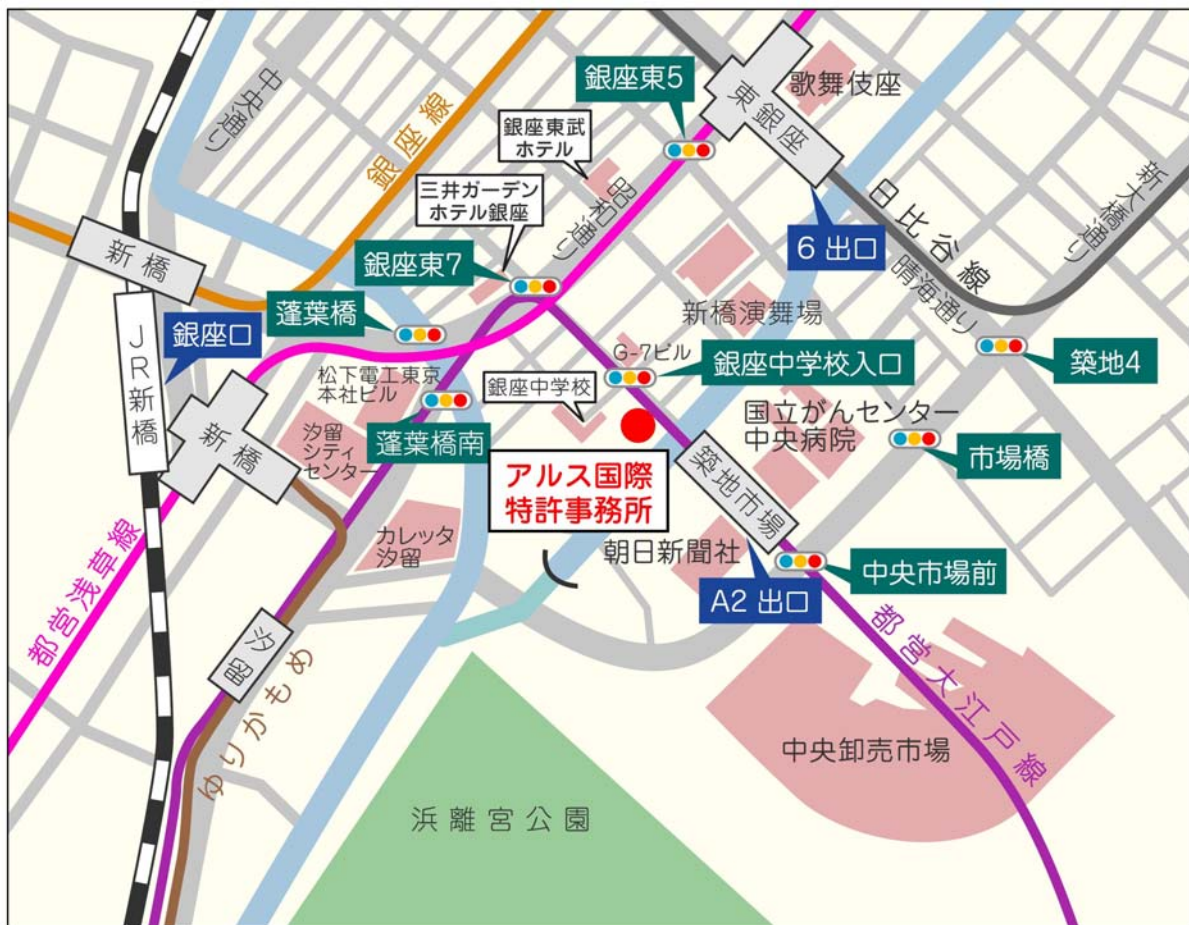 銀座東5
歌舞伎座
中央通り
銀座線
銀座東武
ホテル
東銀座
三井ガーデン
ホテル銀座
昭和通り
日比谷線
新大橋通り
6 出口
新橋
銀座東7
晴海通り
新橋演舞場
蓬葉橋
銀座口
JR新橋
G-7ビル
銀座中学校入口
築地4
松下電工東京
本社ビル
銀座中学校
国立がんセンター
中央病院
新橋
汐留
シティ
センター
蓬葉橋南
市場橋
アルス国際
特許事務所
築地市場
カレッタ
汐留
朝日新聞社
中央市場前
A2 出口
都営浅草線
汐留
都営大江戸線
ゆりかもめ
中央卸売市場
浜離宮公園